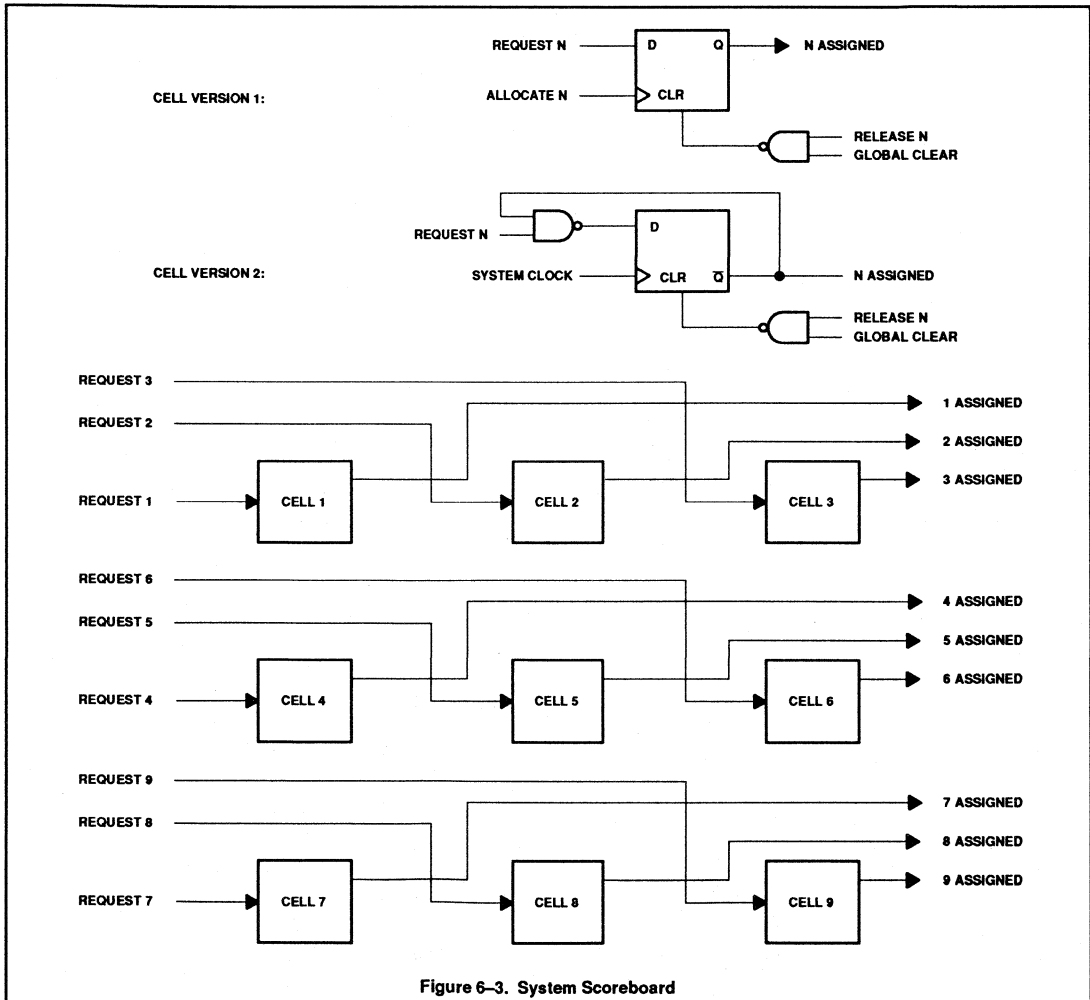 REQUEST N
D
Q
N ASSIGNED
CELL VERSION 1:
ALLOCATE N
CLR
RELEASE N
GLOBAL CLEAR
REQUEST N
D
CELL VERSION 2:
SYSTEM CLOCK
CLR
Q̅
N ASSIGNED
RELEASE N
GLOBAL CLEAR
REQUEST 3
1 ASSIGNED
REQUEST 2
2 ASSIGNED
3 ASSIGNED
REQUEST 1
CELL 1
CELL 2
CELL 3
REQUEST 6
4 ASSIGNED
REQUEST 5
5 ASSIGNED
6 ASSIGNED
REQUEST 4
CELL 4
CELL 5
CELL 6
REQUEST 9
7 ASSIGNED
REQUEST 8
8 ASSIGNED
9 ASSIGNED
REQUEST 7
CELL 7
CELL 8
CELL 9
Figure 6–3. System Scoreboard